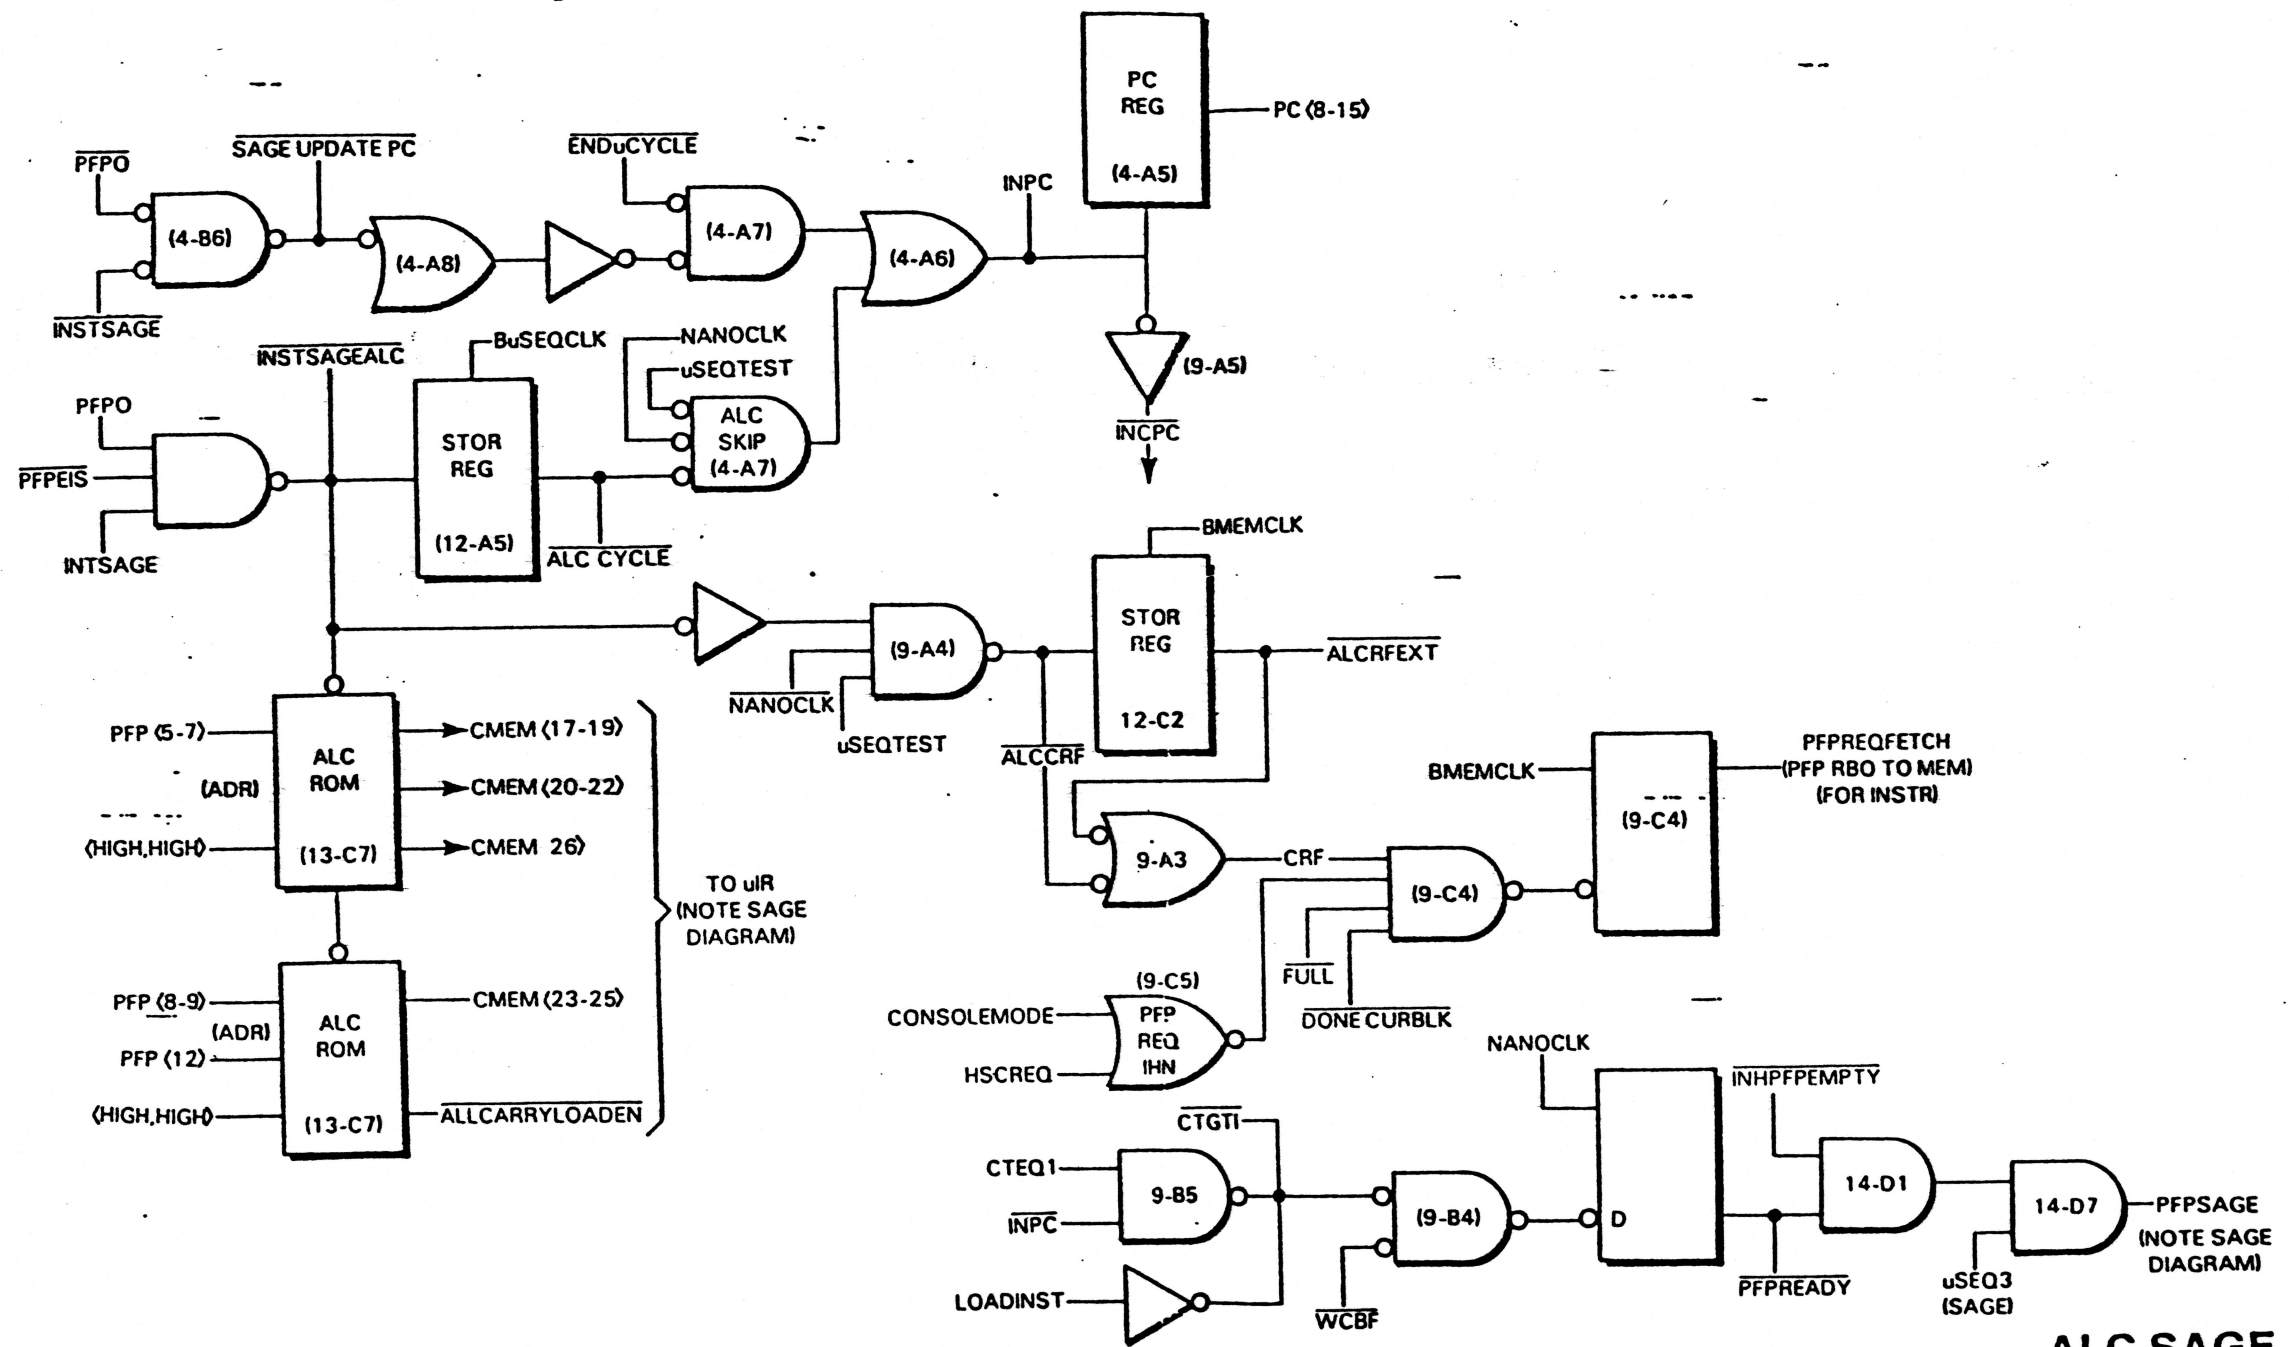 PC
REG
(4-A5)
PC ⟨8-15⟩
PFPO
SAGE UPDATE PC
(4-B6)
INSTSAGE
(4-A8)
ENDuCYCLE
(4-A7)
(4-A6)
INPC
(9-A5)
INCPC
INSTSAGEALC
BuSEQCLK
NANOCLK
uSEQTEST
PFPO
PFPEIS
INTSAGE
STOR
REG
(12-A5)
ALC
SKIP
(4-A7)
ALC CYCLE
BMEMCLK
STOR
REG
12-C2
(9-A4)
NANOCLK
uSEQTEST
ALCCRF
ALCRFEXT
PFP ⟨5-7⟩
(ADR)
⟨HIGH,HIGH⟩
ALC
ROM
(13-C7)
CMEM ⟨17-19⟩
CMEM ⟨20-22⟩
CMEM 26⟩
TO uIR
(NOTE SAGE
DIAGRAM)
PFP ⟨8-9⟩
(ADR)
PFP ⟨12⟩
⟨HIGH,HIGH⟩
ALC
ROM
(13-C7)
CMEM ⟨23-25⟩
ALLCARRYLOADEN
9-A3
CRF
(9-C4)
FULL
DONE CURBLK
BMEMCLK
(9-C4)
PFPREQFETCH
(PFP RBO TO MEM)
(FOR INSTR)
(9-C5)
CONSOLEMODE
HSCREQ
PFP
REQ
IHN
CTGTI
CTEQ1
INPC
9-B5
LOADINST
(9-B4)
WCBF
NANOCLK
D
INHPFPEMPTY
PFPREADY
14-D1
14-D7
uSEQ3
(SAGE)
PFPSAGE
(NOTE SAGE
DIAGRAM)
ALC SAGE